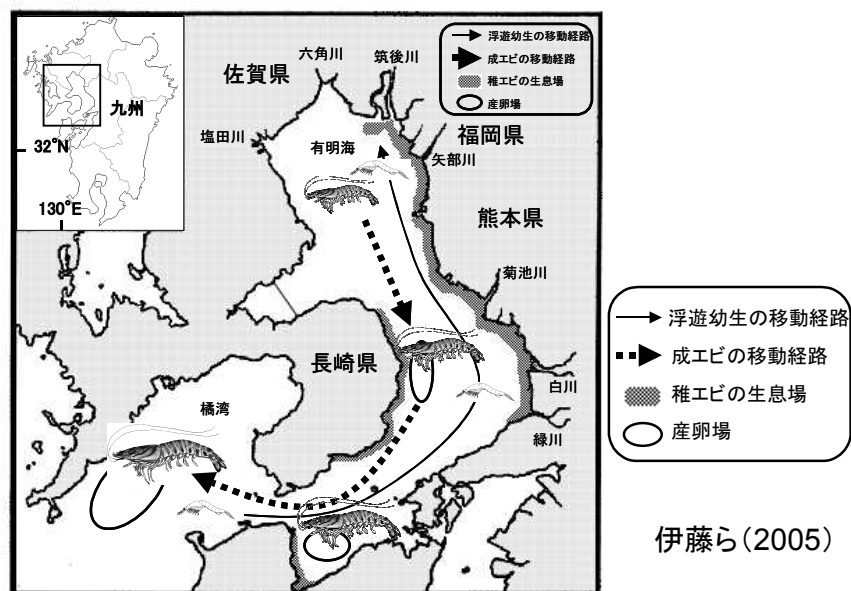 九州
32°N
130°E
浮遊幼生の移動経路
成エビの移動経路
稚エビの生息場
産卵場
六角川
筑後川
佐賀県
福岡県
塩田川
有明海
矢部川
熊本県
菊池川
長崎県
白川
橘湾
緑川
浮遊幼生の移動経路
成エビの移動経路
稚エビの生息場
産卵場
伊藤ら(2005)